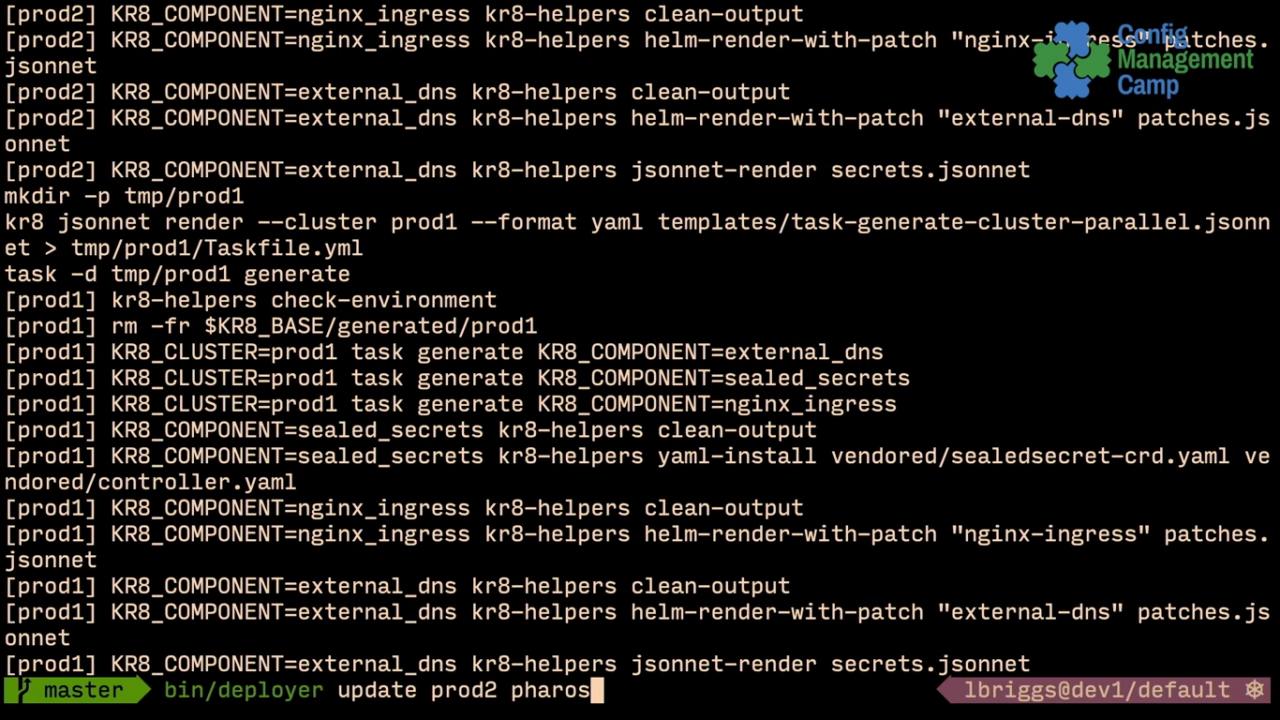 [prod2] KR8_COMPONENT=nginx_ingress kr8-helpers clean-output
[prod2] KR8_COMPONENT=nginx_ingress kr8-helpers helm-render-with-patch "nginx-ingress" patches.
jsonnet
[prod2] KR8_COMPONENT=external_dns kr8-helpers clean-output
[prod2] KR8_COMPONENT=external_dns kr8-helpers helm-render-with-patch "external-dns" patches.js
onnet
[prod2] KR8_COMPONENT=external_dns kr8-helpers jsonnet-render secrets.jsonnet
mkdir -p tmp/prod1
kr8 jsonnet render --cluster prod1 --format yaml templates/task-generate-cluster-parallel.jsonn
et > tmp/prod1/Taskfile.yml
task -d tmp/prod1 generate
[prod1] kr8-helpers check-environment
[prod1] rm -fr $KR8_BASE/generated/prod1
[prod1] KR8_CLUSTER=prod1 task generate KR8_COMPONENT=external_dns
[prod1] KR8_CLUSTER=prod1 task generate KR8_COMPONENT=sealed_secrets
[prod1] KR8_CLUSTER=prod1 task generate KR8_COMPONENT=nginx_ingress
[prod1] KR8_COMPONENT=sealed_secrets kr8-helpers clean-output
[prod1] KR8_COMPONENT=sealed_secrets kr8-helpers yaml-install vendored/sealedsecret-crd.yaml ve
ndored/controller.yaml
[prod1] KR8_COMPONENT=nginx_ingress kr8-helpers clean-output
[prod1] KR8_COMPONENT=nginx_ingress kr8-helpers helm-render-with-patch "nginx-ingress" patches.
jsonnet
[prod1] KR8_COMPONENT=external_dns kr8-helpers clean-output
[prod1] KR8_COMPONENT=external_dns kr8-helpers helm-render-with-patch "external-dns" patches.js
onnet
[prod1] KR8_COMPONENT=external_dns kr8-helpers jsonnet-render secrets.jsonnet
master bin/deployer update prod2 pharos lbriggs@dev1/default
Config
Management
Camp